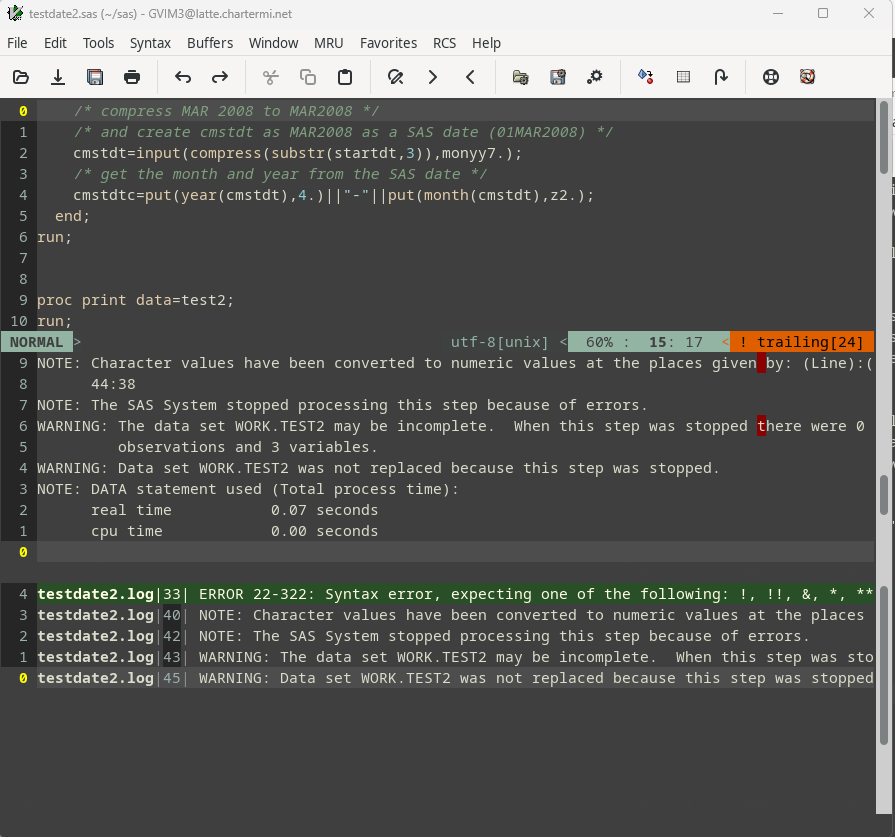 testdate2.sas (~/sas) - GVIM3@latte.chartermi.net
File Edit Tools Syntax Buffers Window MRU Favorites RCS Help
0 /* compress MAR 2008 to MAR2008 */
1 /* and create cmstdt as MAR2008 as a SAS date (01MAR2008) */
2 cmstdt=input(compress(substr(startdt,3)),monyy7.);
3 /* get the month and year from the SAS date */
4 cmstdtc=put(year(cmstdt),4.)||"-"||put(month(cmstdt),z2.);
5 end;
6 run;
7
8
9 proc print data=test2;
10 run;
NORMAL > utf-8[unix] < 60% : 15: 17 < ! trailing[24]
9 NOTE: Character values have been converted to numeric values at the places given by: (Line):(
8 44:38
7 NOTE: The SAS System stopped processing this step because of errors.
6 WARNING: The data set WORK.TEST2 may be incomplete.  When this step was stopped there were 0
5 observations and 3 variables.
4 WARNING: Data set WORK.TEST2 was not replaced because this step was stopped.
3 NOTE: DATA statement used (Total process time):
2 real time 0.07 seconds
1 cpu time 0.00 seconds
0
4 testdate2.log|33| ERROR 22-322: Syntax error, expecting one of the following: !, !!, &, *, **
3 testdate2.log|40| NOTE: Character values have been converted to numeric values at the places
2 testdate2.log|42| NOTE: The SAS System stopped processing this step because of errors.
1 testdate2.log|43| WARNING: The data set WORK.TEST2 may be incomplete.  When this step was sto
0 testdate2.log|45| WARNING: Data set WORK.TEST2 was not replaced because this step was stopped